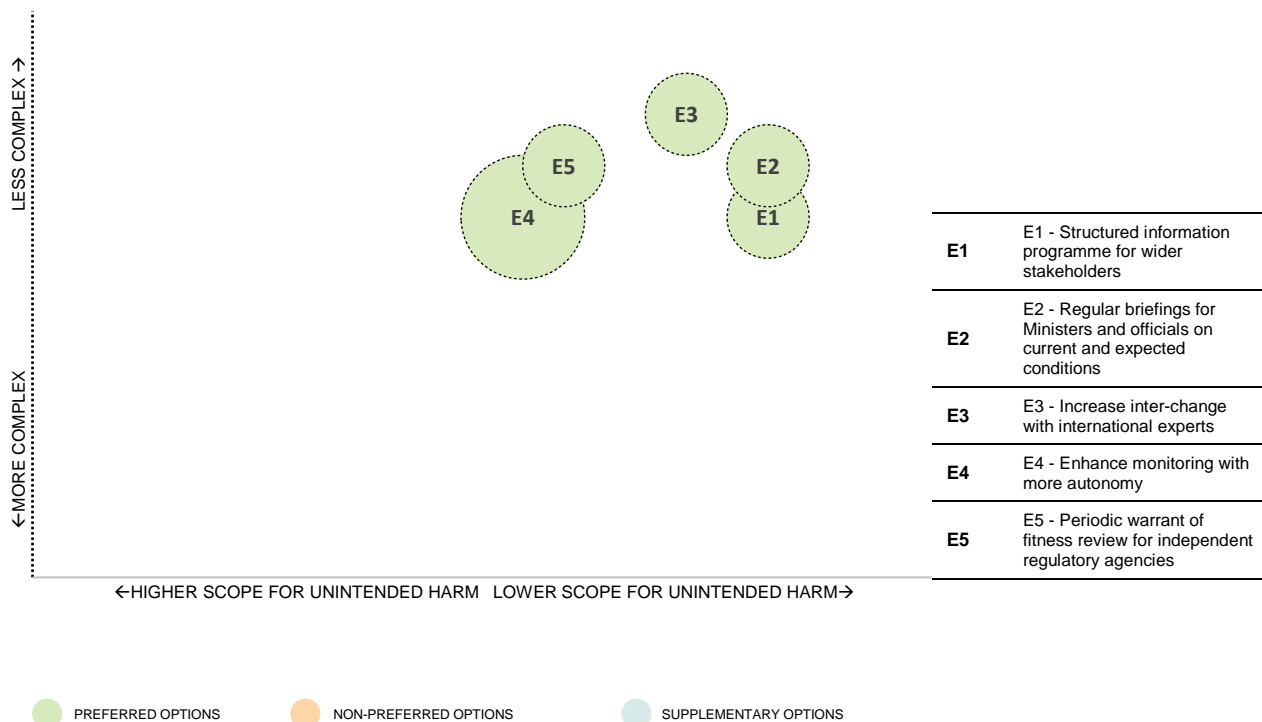 LESS COMPLEX →
←MORE COMPLEX
E3
E5
E2
E4
E1
E1
E1 - Structured information
programme for wider
stakeholders
E2
E2 - Regular briefings for
Ministers and officials on
current and expected
conditions
E3
E3 - Increase inter-change
with international experts
E4
E4 - Enhance monitoring with
more autonomy
E5
E5 - Periodic warrant of
fitness review for independent
regulatory agencies
←HIGHER SCOPE FOR UNINTENDED HARM LOWER SCOPE FOR UNINTENDED HARM→
PREFERRED OPTIONS
NON-PREFERRED OPTIONS
SUPPLEMENTARY OPTIONS